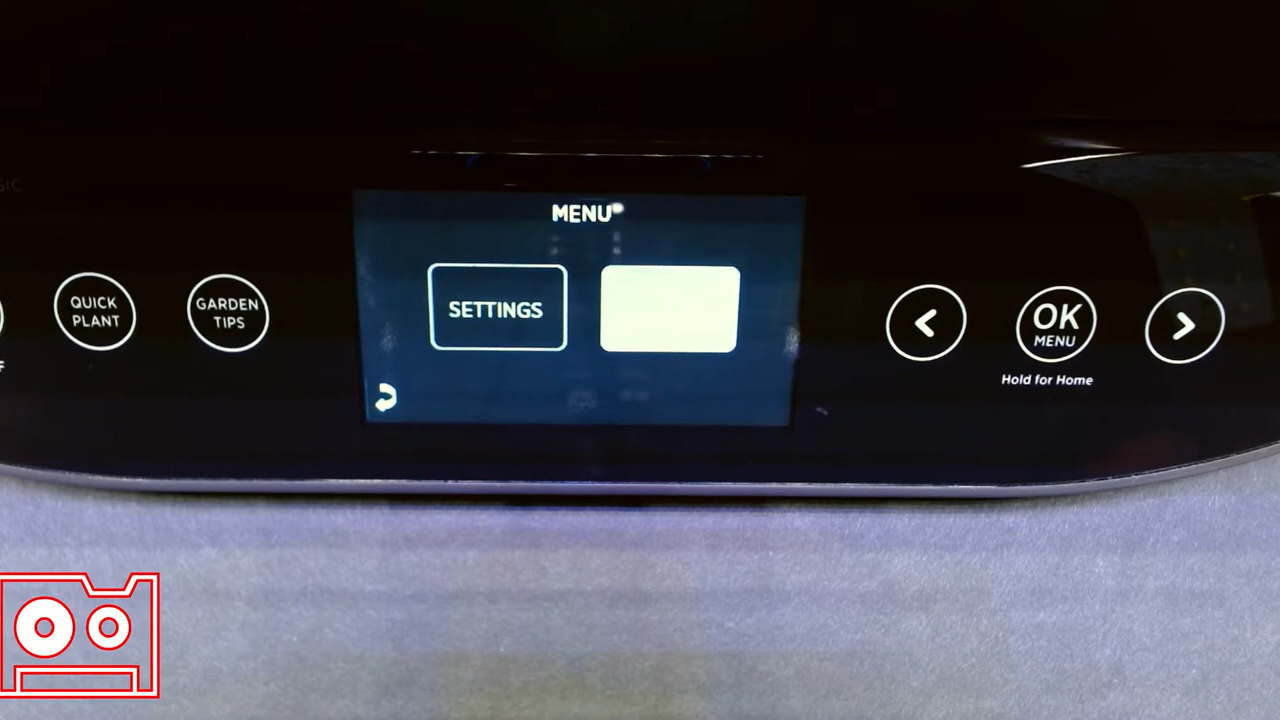 MENU
QUICK
PLANT
GARDEN
TIPS
SETTINGS
<
OK
MENU
>
Hold for Home